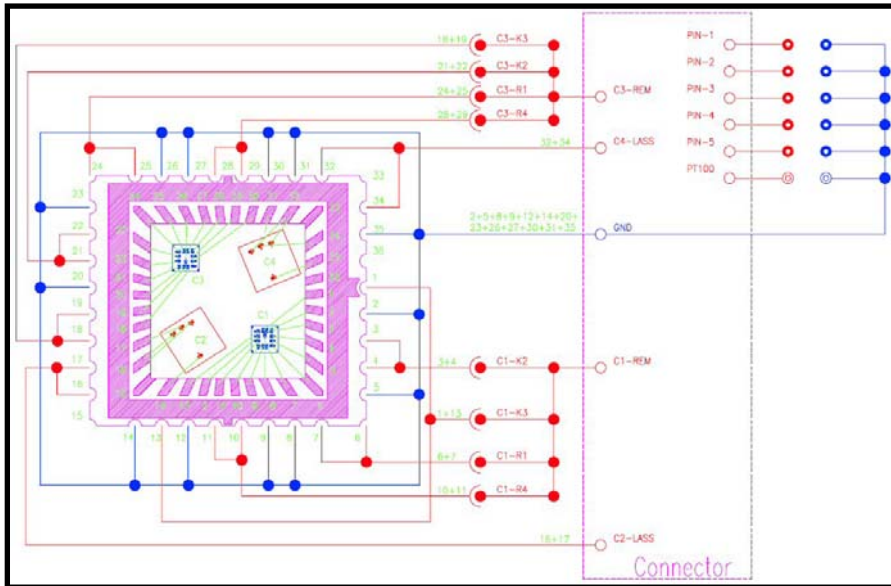 18+19 C3-K3 PIN-1
21+22 C3-K2 PIN-2
24+25 C3-R1 C3-REM PIN-3
28+29 C3-R4 PIN-4
32+34 C4-LASS PIN-5
PT100
24 25 26 27 28 29 30 31 32 33
23 34
2+5+8+9+12+14+20+
23+26+27+30+31+35 GND
22 35
21 C3 C4 36
20 1
19 2
18 C2 C1 3
17 4 3+4 C1-K2 C1-REM
16 5
15 1+13 C1-K3
14 13 12 11 10 9 8 7 6
6+7 C1-R1
10+11 C1-R4
16+17 C2-LASS
Connector